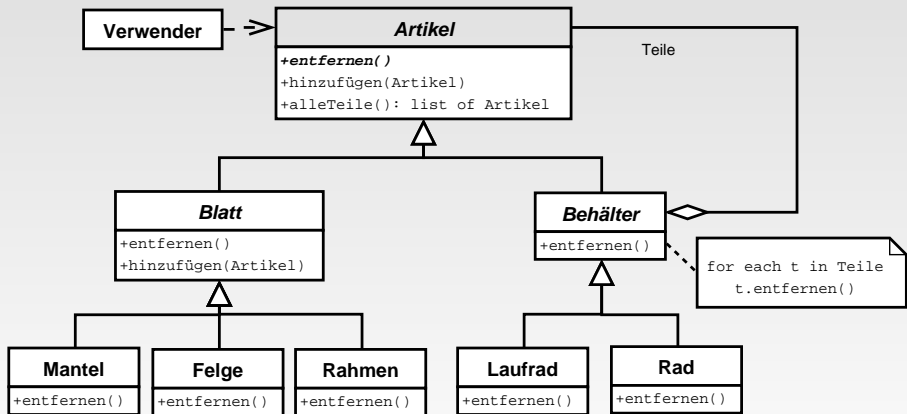 Verwender
Artikel
+entfernen()
+hinzufügen(Artikel)
+alleTeile(): list of Artikel
Teile
Blatt
+entfernen()
+hinzufügen(Artikel)
Behälter
+entfernen()
for each t in Teile
t.entfernen()
Mantel
+entfernen()
Felge
+entfernen()
Rahmen
+entfernen()
Laufrad
+entfernen()
Rad
+entfernen()